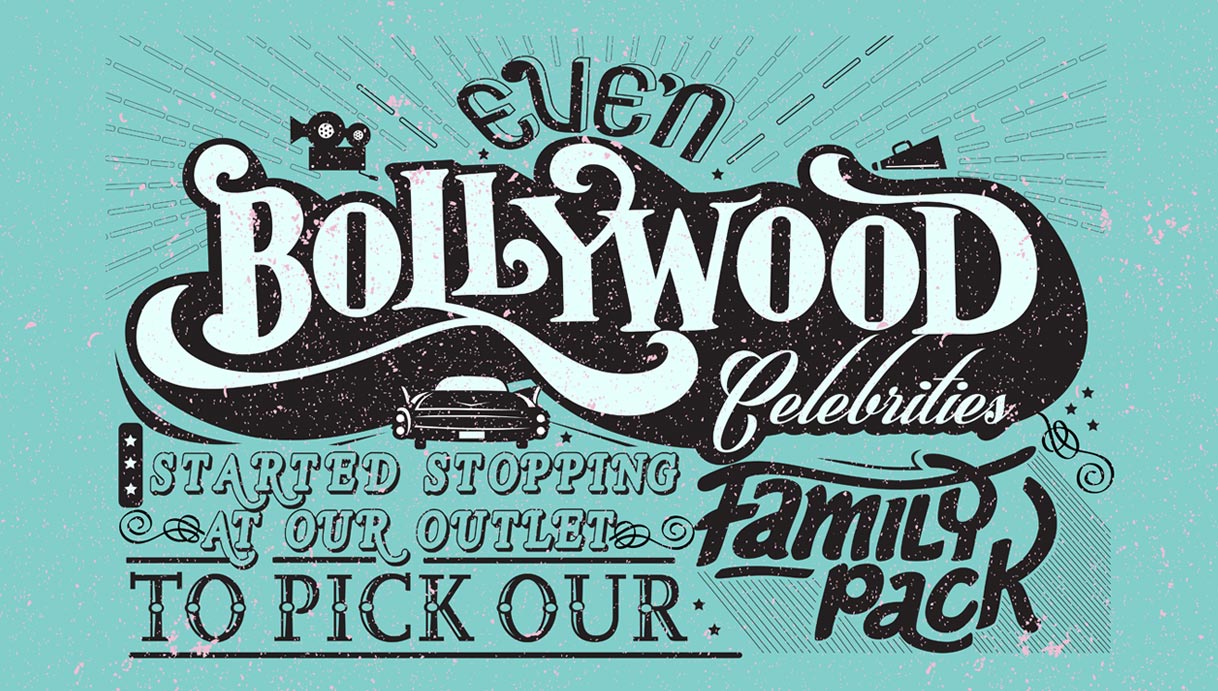 EVE'N
BOLLYWOOD
Celebrities
STARTED STOPPING
AT OUR OUTLET
TO PICK OUR
FAMILY
PACK